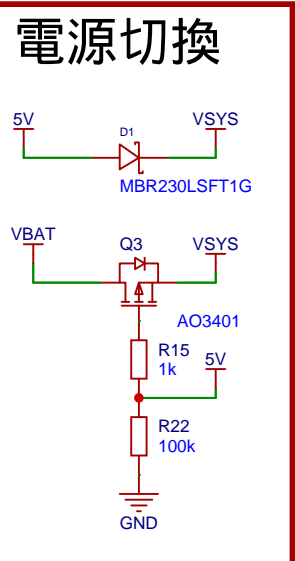 電源切換
5V
D1
VSYS
MBR230LSFT1G
VBAT
Q3
VSYS
AO3401
R15
1k
5V
R22
100k
GND